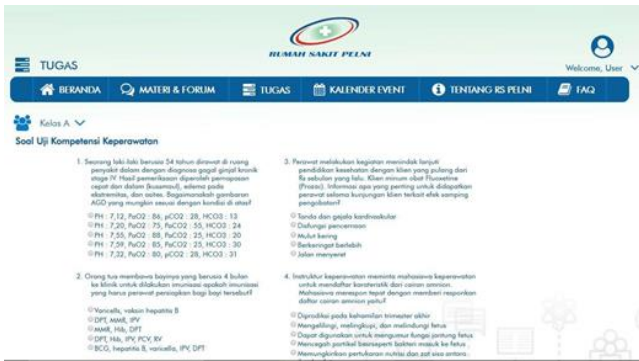 RUMAH SAKIT PELNI
TUGAS
Welcome, User
BERANDA
MATERI & FORUM
TUGAS
KALENDER EVENT
TENTANG RS PELNI
FAQ
Kelas A
Soal Uji Kompetensi Keperawatan
1. Seorang laki laki berusia 54 tahun dirawat di ruang
penyakit dalam dengan diagnosa gagal ginjal kronik
stage IV. Hasil pemeriksaan diperoleh pernapasan
cepat dan dalam (kusmaul), edema pada
ekstremitas, dan asites. Bagaimanakah gambaran
AGD yang mungkin sesuai dengan kondisi di atas?
PH : 7,12, PaO2 : 86, pCO2 : 28, HCO3 : 13
PH : 7,20, PaO2 : 75, PaCO2 : 55, HCO3 : 24
PH : 7,55, PaO2 : 88, PaCO2 : 25, HCO3 : 20
PH : 7,59, PaO2 : 85, PaCO2 : 25, HCO3 : 30
PH : 7,32, PaO2 : 80, pCO2 : 28, HCO3 : 31
2. Orang tua membawa bayinya yang berusia 4 bulan
ke klinik untuk dilakukan imunisasi apakah imunisasi
yang harus perawat persiapkan bagi bayi tersebut?
Varicella, vaksin hepatitis B
DPT, MMR, IPV
MMR, Hib, DPT
DPT, Hib, IPV, PCV, RV
BCG, hepatitis B, varicella, IPV, DPT
3. Perawat melakukan kegiatan menindak lanjuti
pendidikan kesehatan dengan klien yang pulang dari
Rs sebulan yang lalu. Klien minum obat Fluoxetine
(Prozac). Informasi apa yang penting untuk didapatkan
perawat selama kunjungan klien terkait efek samping
pengobatan?
Tanda dan gejala kardiovaskular
Disfungsi pencernaan
Mulut kering
Berkeringat berlebih
Jalan menyeret
4. Instruktur keperawatan meminta mahasiswa keperawatan
untuk mendaftar karateristik dari cairan amnion.
Mahasiswa merespon tepat dengan memberi responkan
daftar cairan amnion yaitu?
Diprodiksi pada kehamilan trimester akhir
Mengelilingi, melingkupi, dan melindungi fetus
Dapat digunakan untuk mengumur fungsi jantung fetus
Mencegah partikel beserperti bakteri masuk ke fetus
Memungkinkan pertukaran nutrisi dan zat sisa antara